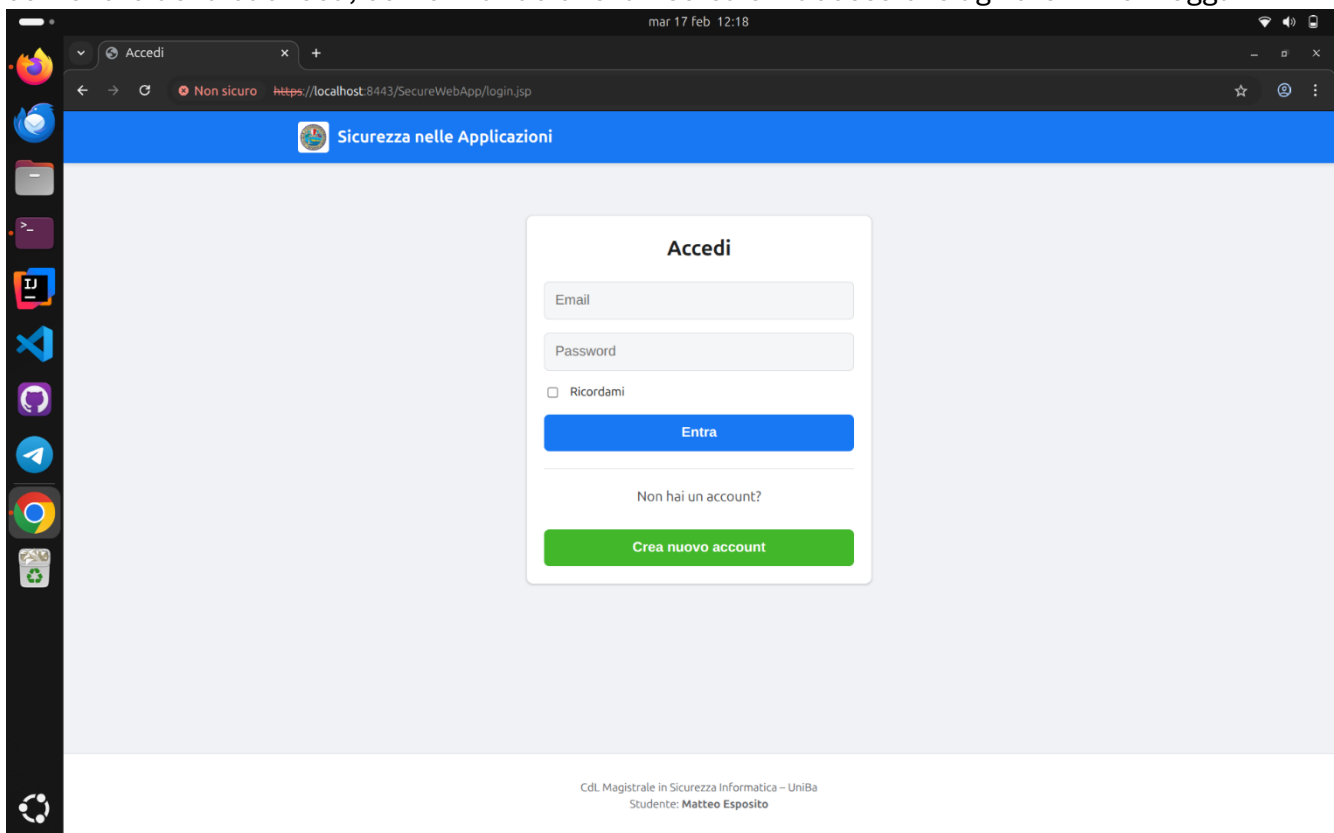 mar 17 feb 12:18
Accedi
Non sicuro https://localhost:8443/SecureWebApp/login.jsp
Sicurezza nelle Applicazioni
Accedi
Email
Password
Ricordami
Entra
Non hai un account?
Crea nuovo account
CdL Magistrale in Sicurezza Informatica – UniBa
Studente: Matteo Esposito